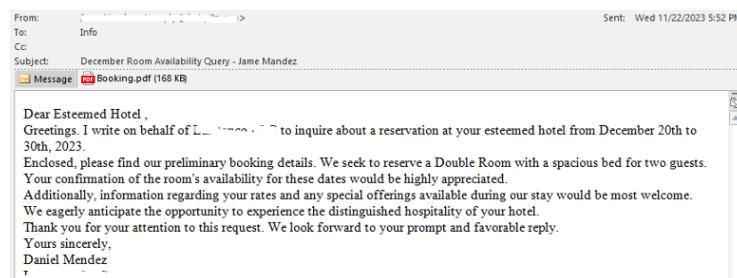 From:
Sent: Wed 11/22/2023 5:52 PM
To: Info
Cc:
Subject: December Room Availability Query - Jame Mandez
Message Booking.pdf (168 KB)
Dear Esteemed Hotel ,
Greetings. I write on behalf of to inquire about a reservation at your esteemed hotel from December 20th to
30th, 2023.
Enclosed, please find our preliminary booking details. We seek to reserve a Double Room with a spacious bed for two guests.
Your confirmation of the room's availability for these dates would be highly appreciated.
Additionally, information regarding your rates and any special offerings available during our stay would be most welcome.
We eagerly anticipate the opportunity to experience the distinguished hospitality of your hotel.
Thank you for your attention to this request. We look forward to your prompt and favorable reply.
Yours sincerely,
Daniel Mendez